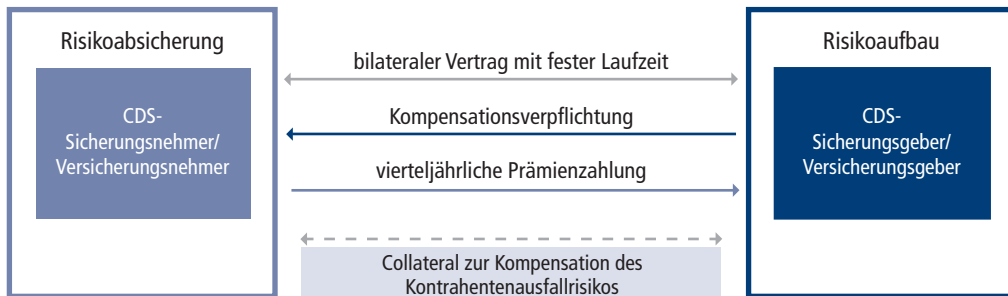 Risikoabsicherung
CDS-
Sicherungsnehmer/
Versicherungsnehmer
bilateraler Vertrag mit fester Laufzeit
Kompensationsverpflichtung
vierteljährliche Prämienzahlung
Collateral zur Kompensation des
Kontrahentenausfallrisikos
Risikoaufbau
CDS-
Sicherungsgeber/
Versicherungsgeber